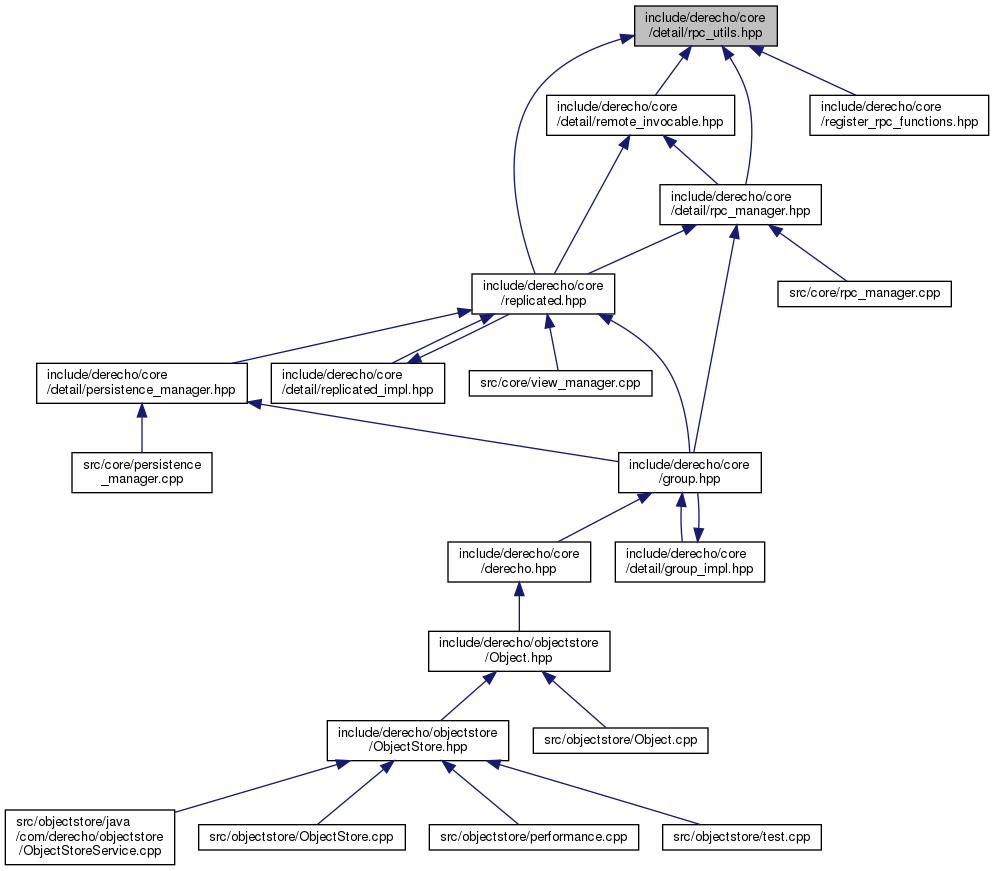 include/derecho/core
/detail/rpc_utils.hpp
include/derecho/core
/detail/remote_invocable.hpp
include/derecho/core
/register_rpc_functions.hpp
include/derecho/core
/detail/rpc_manager.hpp
include/derecho/core
/replicated.hpp
src/core/rpc_manager.cpp
include/derecho/core
/detail/persistence_manager.hpp
include/derecho/core
/detail/replicated_impl.hpp
src/core/view_manager.cpp
src/core/persistence
_manager.cpp
include/derecho/core
/group.hpp
include/derecho/core
/derecho.hpp
include/derecho/core
/detail/group_impl.hpp
include/derecho/objectstore
/Object.hpp
include/derecho/objectstore
/ObjectStore.hpp
src/objectstore/Object.cpp
src/objectstore/java
/com/derecho/objectstore
/ObjectStoreService.cpp
src/objectstore/ObjectStore.cpp
src/objectstore/performance.cpp
src/objectstore/test.cpp